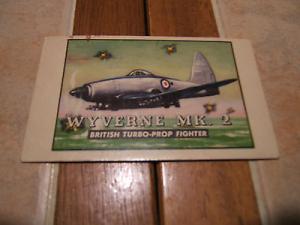 WYVERNE MK. 2
BRITISH TURBO-PROP FIGHTER